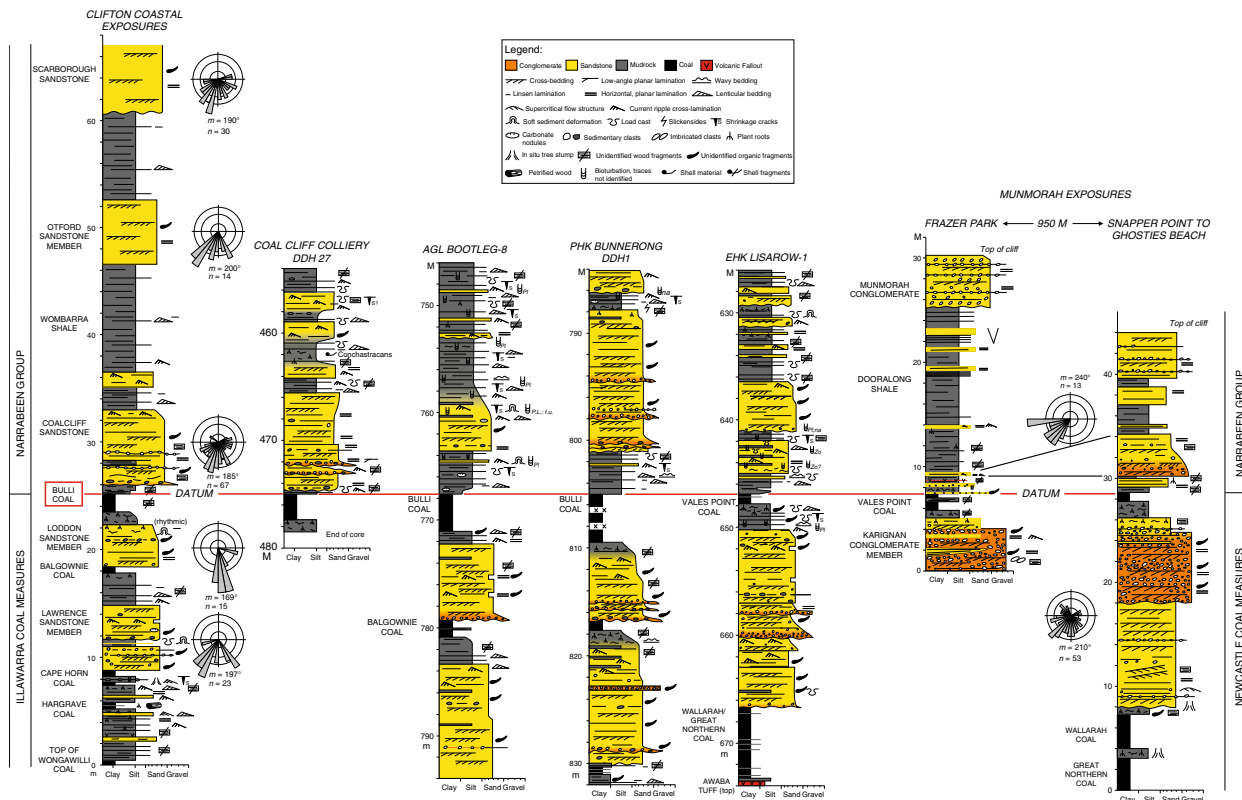 CLIFTON COASTAL
EXPOSURES
SCARBOROUGH
SANDSTONE
60
m = 190°
n = 30
OTFORD
SANDSTONE
MEMBER
50
m = 200°
n = 14
WOMBARRA
SHALE
40
COALCLIFF
SANDSTONE
30
m = 185°
n = 67
BULLI
COAL
DATUM
(rhythmic)
LODDON
SANDSTONE
MEMBER
20
BALGOWNIE
COAL
m = 169°
n = 15
LAWRENCE
SANDSTONE
MEMBER
10
m = 197°
n = 23
CAPE HORN
COAL
S
HARGRAVE
COAL
TOP OF
WONGAWILLI
COAL
0
m
Clay Silt Sand Gravel
NARRABEEN GROUP
ILLAWARRA COAL MEASURES
Legend:
Conglomerate
Sandstone
Mudrock
Coal
Volcanic Fallout
Cross-bedding
Low-angle planar lamination
Wavy bedding
Linsen lamination
Horizontal, planar lamination
Lenticular bedding
Supercritical flow structure
Current ripple cross-lamination
Soft sediment deformation
Load cast
Slickensides
Shrinkage cracks
Carbonate
nodules
Sedimentary clasts
Imbricated clasts
Plant roots
In situ tree stump
Unidentified wood fragments
Unidentified organic fragments
Petrified wood
Bioturbation, traces
not identified
Shell material
Shell fragments
COAL CLIFF COLLIERY
DDH 27
M
S?
460
Conchastracans
470
End of core
480
M
Clay Silt Sand Gravel
AGL BOOTLEG-8
M
750
760
P.L.; f.u.
BULLI
COAL
770
BALGOWNIE
COAL
780
790
m
Clay Silt Sand Gravel
PHK BUNNERONG
DDH1
M
790
800
BULLI
COAL
810
820
830
m
Clay Silt Sand Gravel
EHK LISAROW-1
M
630
640
VALES POINT
COAL
650
660
WALLARAH/
GREAT
NORTHERN
COAL
670
m
AWABA
TUFF (top)
Clay Silt Sand Gravel
MUNMORAH EXPOSURES
FRAZER PARK
950 M
SNAPPER POINT TO
GHOSTIES BEACH
M
Top of cliff
30
MUNMORAH
CONGLOMERATE
20
DOORALONG
SHALE
m = 240°
n = 13
10
DATUM
VALES POINT
COAL
KARIGNAN
CONGLOMERATE
MEMBER
0
Clay Silt Sand Gravel
Top of cliff
40
30
20
m = 210°
n = 53
10
WALLARAH
COAL
GREAT
NORTHERN
COAL
0
Clay Silt Sand Gravel
NARRABEEN GROUP
NEWCASTLE COAL MEASURES